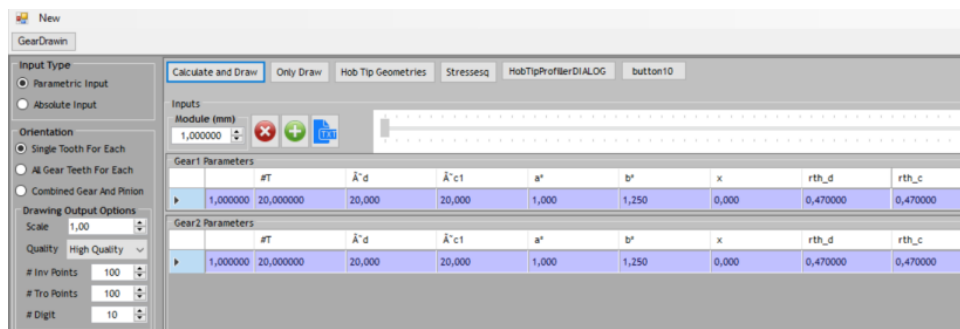 New
GearDrawin
Input Type
Parametric Input
Absolute Input
Orientation
Single Tooth For Each
All Gear Teeth For Each
Combined Gear And Pinion
Drawing Output Options
Scale 1,00
Quality High Quality
# Inv Points 100
# Tro Points 100
# Digit 10
Calculate and Draw Only Draw Hob Tip Geometries Stressesq HobTipProfilerDIALOG button10
Inputs
Module (mm)
1,000000 TXT
Gear1 Parameters
#T Ã˜d Ã˜c1 a* b* x rth_d rth_c
1,000000 20,000000 20,000 20,000 1,000 1,250 0,000 0,470000 0,470000
Gear2 Parameters
#T Ã˜d Ã˜c1 a* b* x rth_d rth_c
1,000000 20,000000 20,000 20,000 1,000 1,250 0,000 0,470000 0,470000